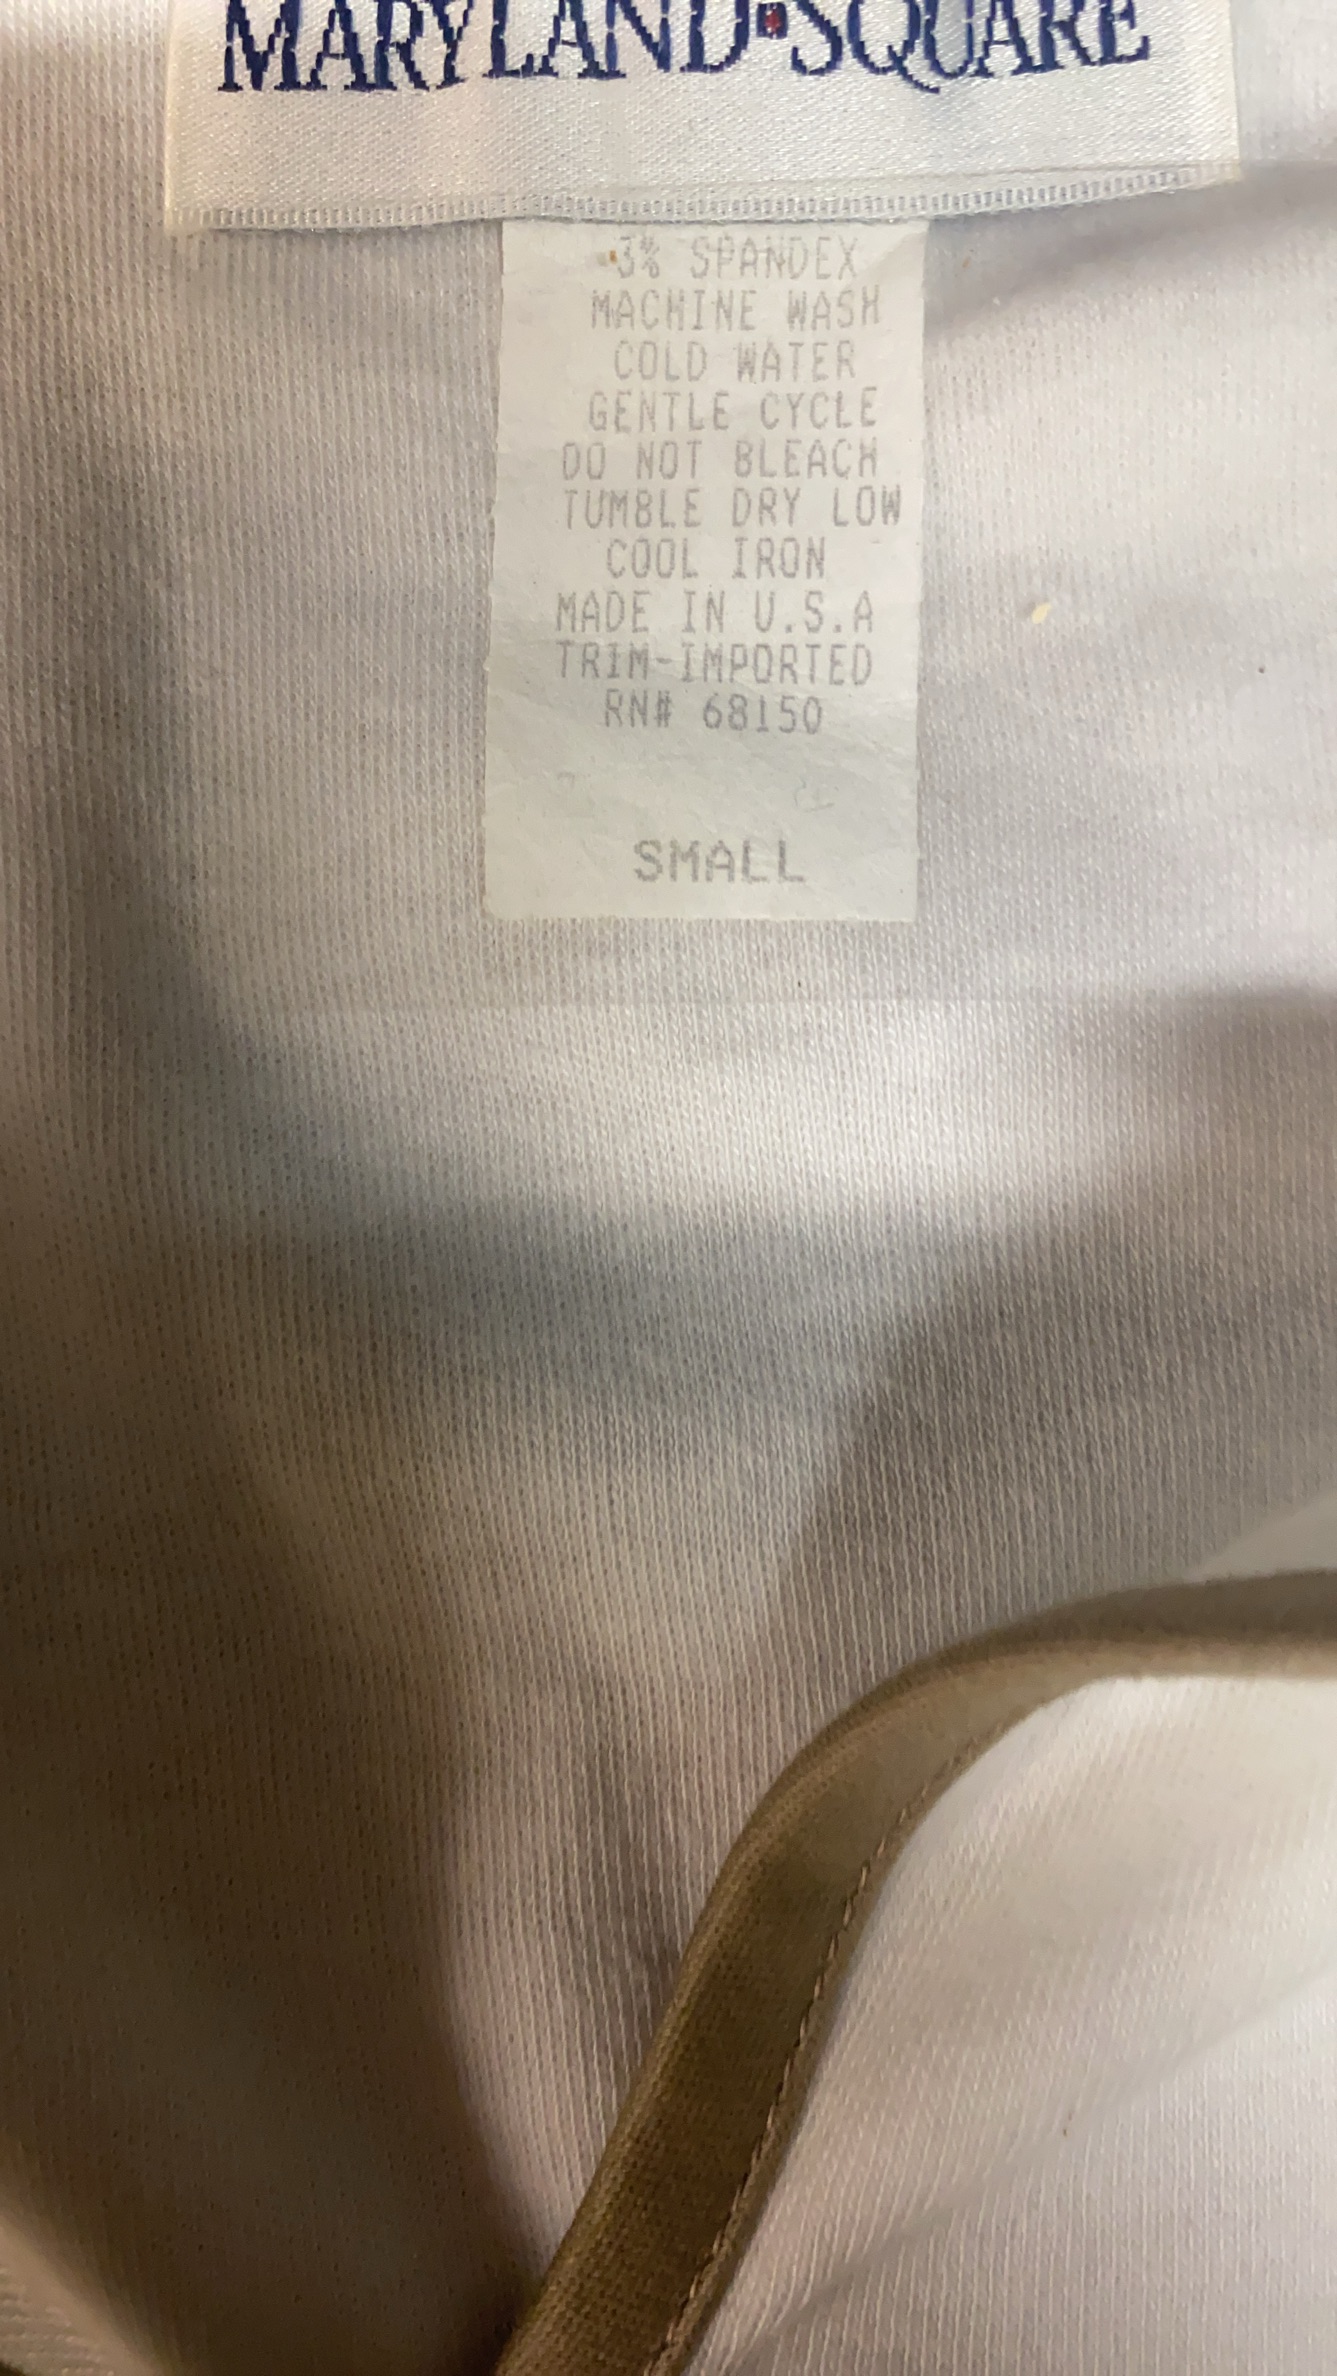 MARYLAND SQUARE
3% SPANDEX
MACHINE WASH
COLD WATER
GENTLE CYCLE
DO NOT BLEACH
TUMBLE DRY LOW
COOL IRON
MADE IN U.S.A
TRIM-IMPORTED
RN# 68150
SMALL